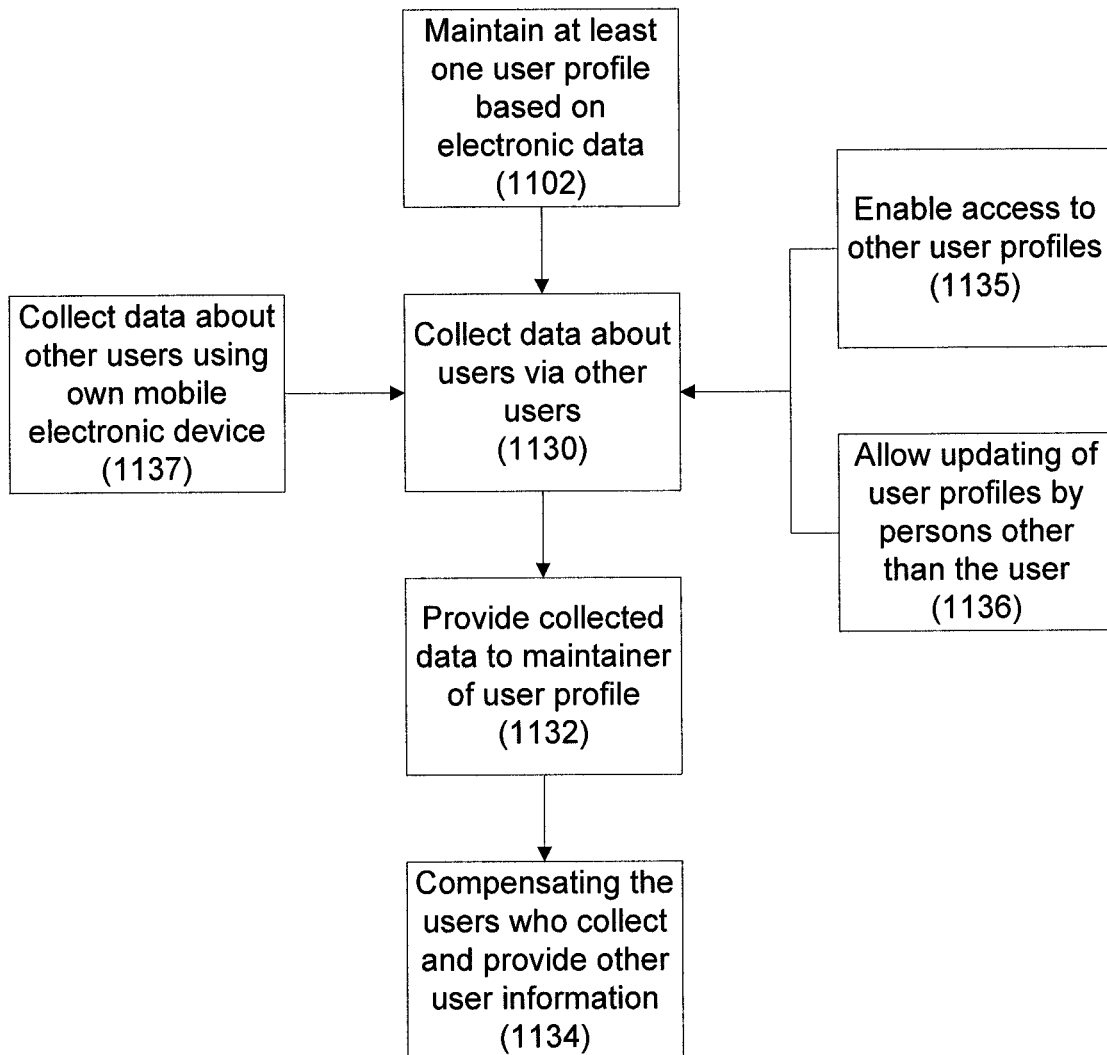 Maintain at least
one user profile
based on
electronic data
(1102)
Enable access to
other user profiles
(1135)
Collect data about
other users using
own mobile
electronic device
(1137)
Collect data about
users via other
users
(1130)
Allow updating of
user profiles by
persons other
than the user
(1136)
Provide collected
data to maintainer
of user profile
(1132)
Compensating the
users who collect
and provide other
user information
(1134)